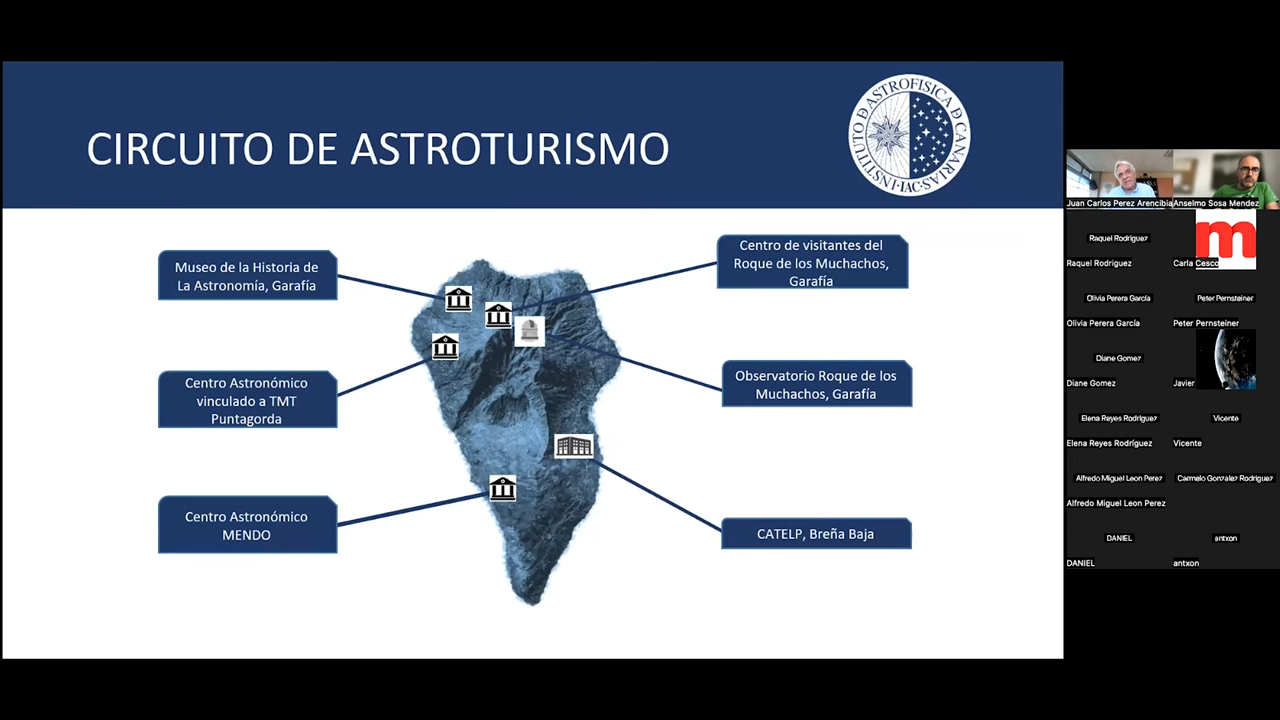 CIRCUITO DE ASTROTURISMO
INSTITUTO DE ASTROFISICA DE CANARIAS·IAC·
Museo de la Historia de
La Astronomía, Garafía
Centro de visitantes del
Roque de los Muchachos,
Garafía
Centro Astronómico
vinculado a TMT
Puntagorda
Observatorio Roque de los
Muchachos, Garafía
Centro Astronómico
MENDO
CATELP, Breña Baja
Juan Carlos Perez Arencibia
Anselmo Sosa Mendez
Raquel Rodriguez
Raquel Rodriguez
m
Carla Cesco
Olivia Perera García
Olivia Perera García
Peter Pernsteiner
Peter Pernsteiner
Diane Gomez
Diane Gomez
Javier
Elena Reyes Rodríguez
Elena Reyes Rodríguez
Vicente
Vicente
Alfredo Miguel Leon Perez
Alfredo Miguel Leon Perez
Carmelo Gonzalez Rodriguez
DANIEL
DANIEL
antxon
antxon